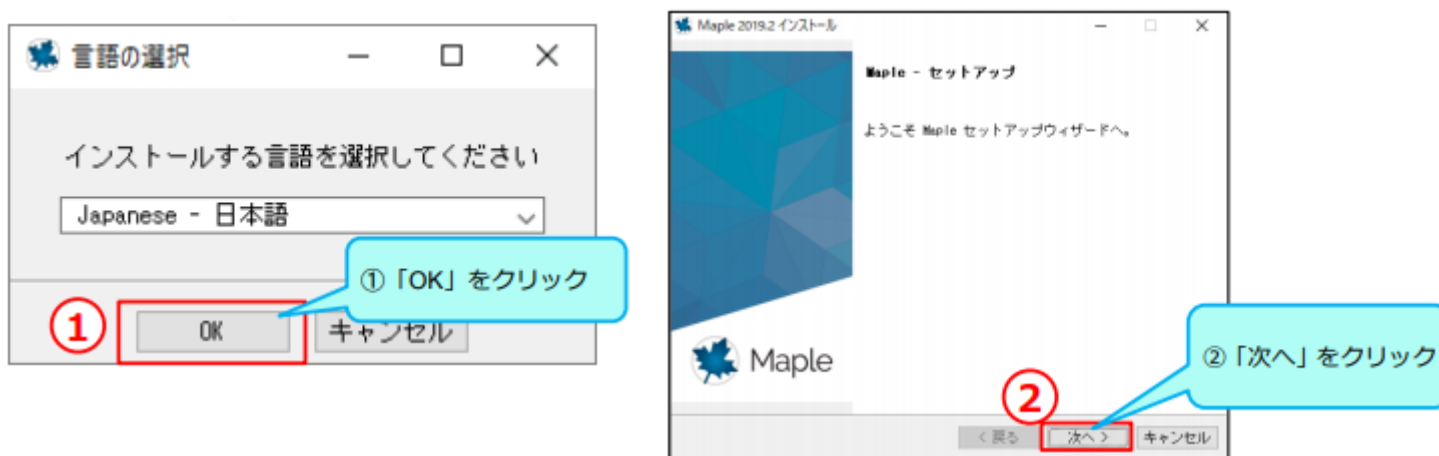 言語の選択
インストールする言語を選択してください
Japanese - 日本語
①「OK」をクリック
1
OK
キャンセル
Maple 2019.2 インストール
Maple - セットアップ
ようこそ Maple セットアップウィザードへ。
Maple
②「次へ」をクリック
2
< 戻る
次へ >
キャンセル